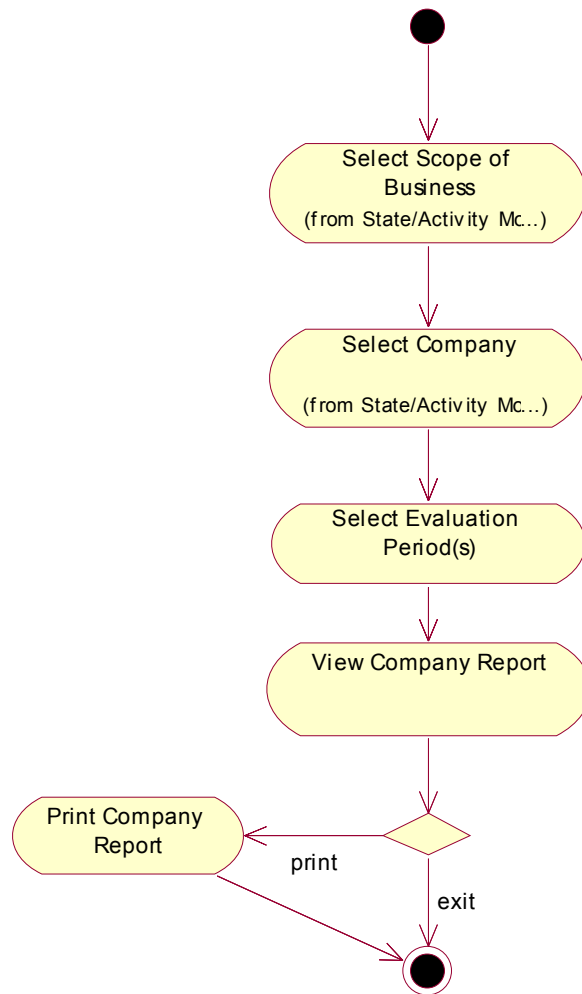 Select Scope of
Business
(from State/Activity Mc...)
Select Company
(from State/Activity Mc...)
Select Evaluation
Period(s)
View Company Report
Print Company
Report
print
exit